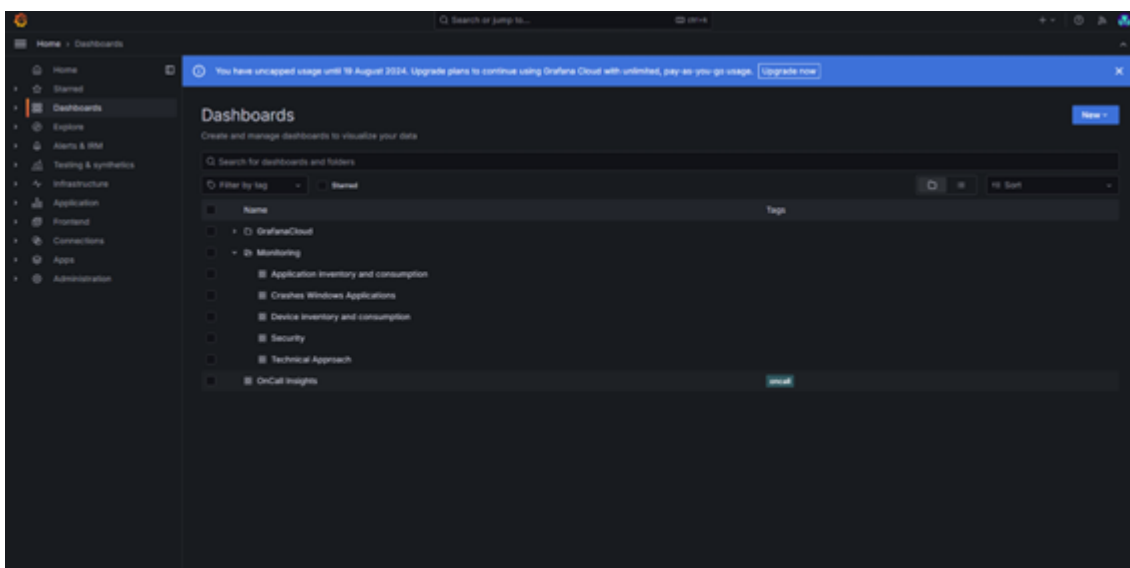 Search or jump to...
ctrl+k
Home › Dashboards
Home
Starred
Dashboards
Explore
Alerts & IRM
Testing & synthetics
Infrastructure
Application
Frontend
Connections
Apps
Administration
You have uncapped usage until 18 August 2024. Upgrade plans to continue using Grafana Cloud with unlimited, pay-as-you-go usage. Upgrade now
Dashboards
New
Create and manage dashboards to visualize your data
Search for dashboards and folders
Filter by tag Starred Sort
Name Tags
GrafanaCloud
Monitoring
Application inventory and consumption
Crashes Windows Applications
Device inventory and consumption
Security
Technical Approach
OnCall Insights oncall